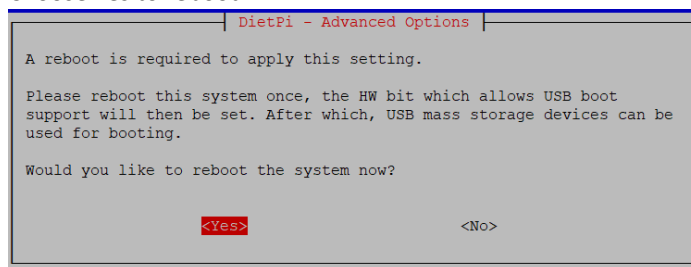 DietPi - Advanced Options
A reboot is required to apply this setting.
Please reboot this system once, the HW bit which allows USB boot
support will then be set. After which, USB mass storage devices can be
used for booting.
Would you like to reboot the system now?
<Yes> <No>